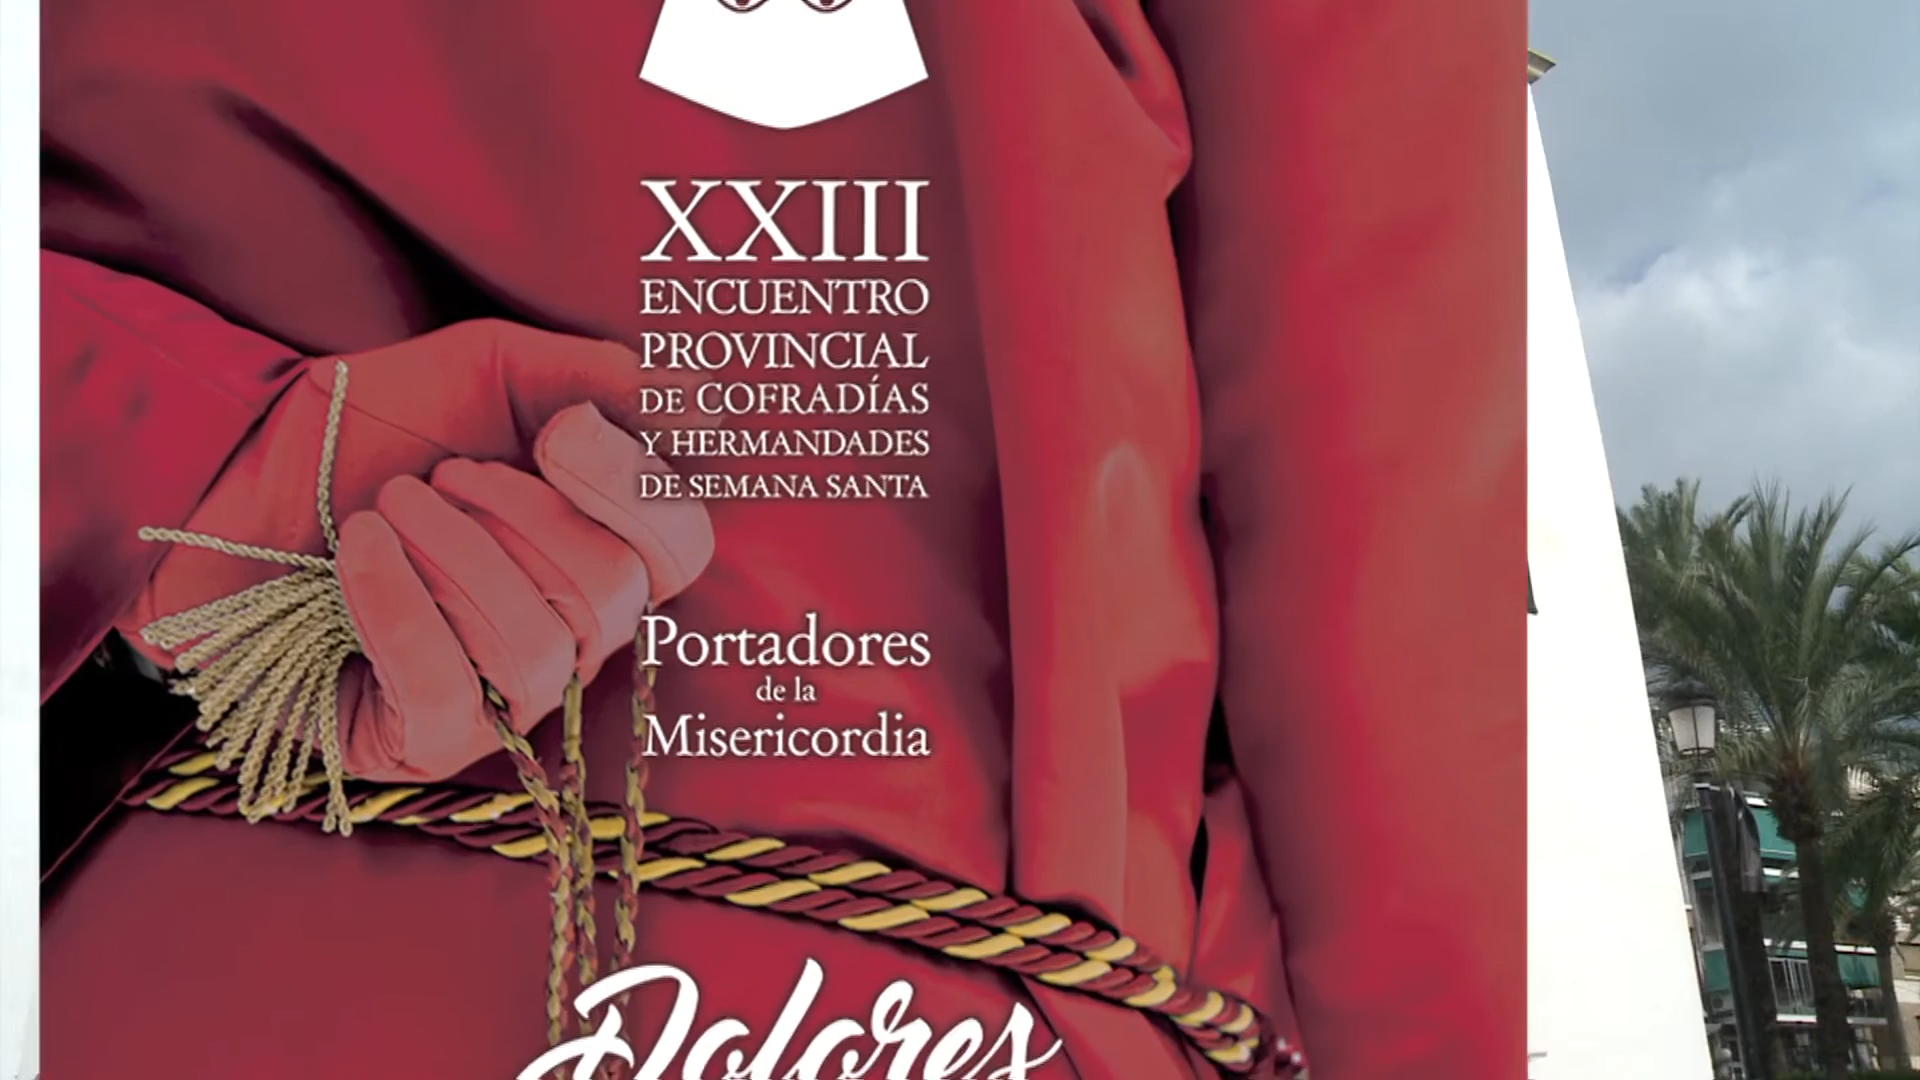 XXIII
ENCUENTRO
PROVINCIAL
DE COFRADÍAS
Y HERMANDADES
DE SEMANA SANTA
Portadores
de la
Misericordia
Dolores